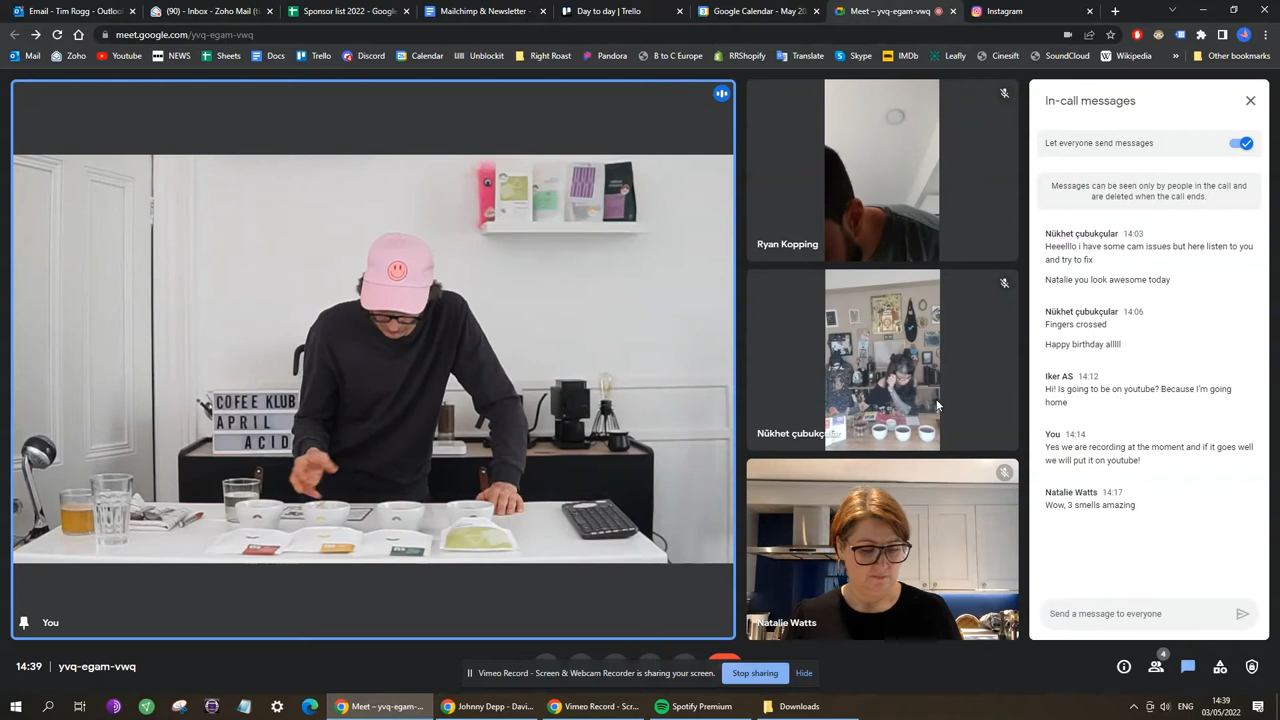 Email - Tim Rogg - Outloo
(90) - Inbox - Zoho Mail (t
Sponsor list 2022 - Google
Mailchimp & Newsletter -
Day to day | Trello
Google Calendar - May 20
Meet – yvq-egam-vwq
Instagram
meet.google.com/yvq-egam-vwq
Mail
Zoho
Youtube
NEWS
Sheets
Docs
Trello
Discord
Calendar
Unblockit
Right Roast
Pandora
B to C Europe
RRShopify
Translate
Skype
IMDb
Leafly
Cinesift
SoundCloud
Wikipedia
Other bookmarks
COFEE KLUB
APRIL
ACID
You
Ryan Kopping
Nükhet çubukçular
Natalie Watts
In-call messages
Let everyone send messages
Messages can be seen only by people in the call and
are deleted when the call ends.
Nükhet çubukçular 14:03
Heeelllo i have some cam issues but here listen to you
and try to fix
Natalie you look awesome today
Nükhet çubukçular 14:06
Fingers crossed
Happy birthday alllll
Iker AS 14:12
Hi! Is going to be on youtube? Because I'm going
home
You 14:14
Yes we are recording at the moment and if it goes well
we will put it on youtube!
Natalie Watts 14:17
Wow, 3 smells amazing
Send a message to everyone
14:39 | yvq-egam-vwq
Vimeo Record - Screen & Webcam Recorder is sharing your screen.
Stop sharing
Hide
4
Meet – yvq-egam-...
Johnny Depp - Davi...
Vimeo Record - Scr...
Spotify Premium
Downloads
ENG
14:39
03/05/2022